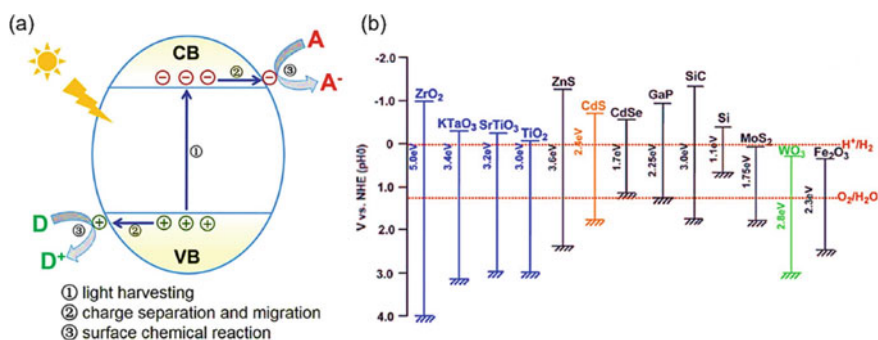 (a)
CB
②
A
③
A⁻
①
D
③
②
D⁺
VB
① light harvesting
② charge separation and migration
③ surface chemical reaction
(b)
V vs. NHE (pH0)
-2.0
-1.0
0
1.0
2.0
3.0
4.0
ZrO₂
5.0eV
KTaO₃
3.4eV
SrTiO₃
3.2eV
TiO₂
3.0eV
ZnS
3.6eV
CdS
2.4eV
CdSe
1.7eV
GaP
2.25eV
SiC
3.0eV
Si
1.1eV
MoS₂
1.75eV
WO₃
2.8eV
Fe₂O₃
2.3eV
H⁺/H₂
O₂/H₂O